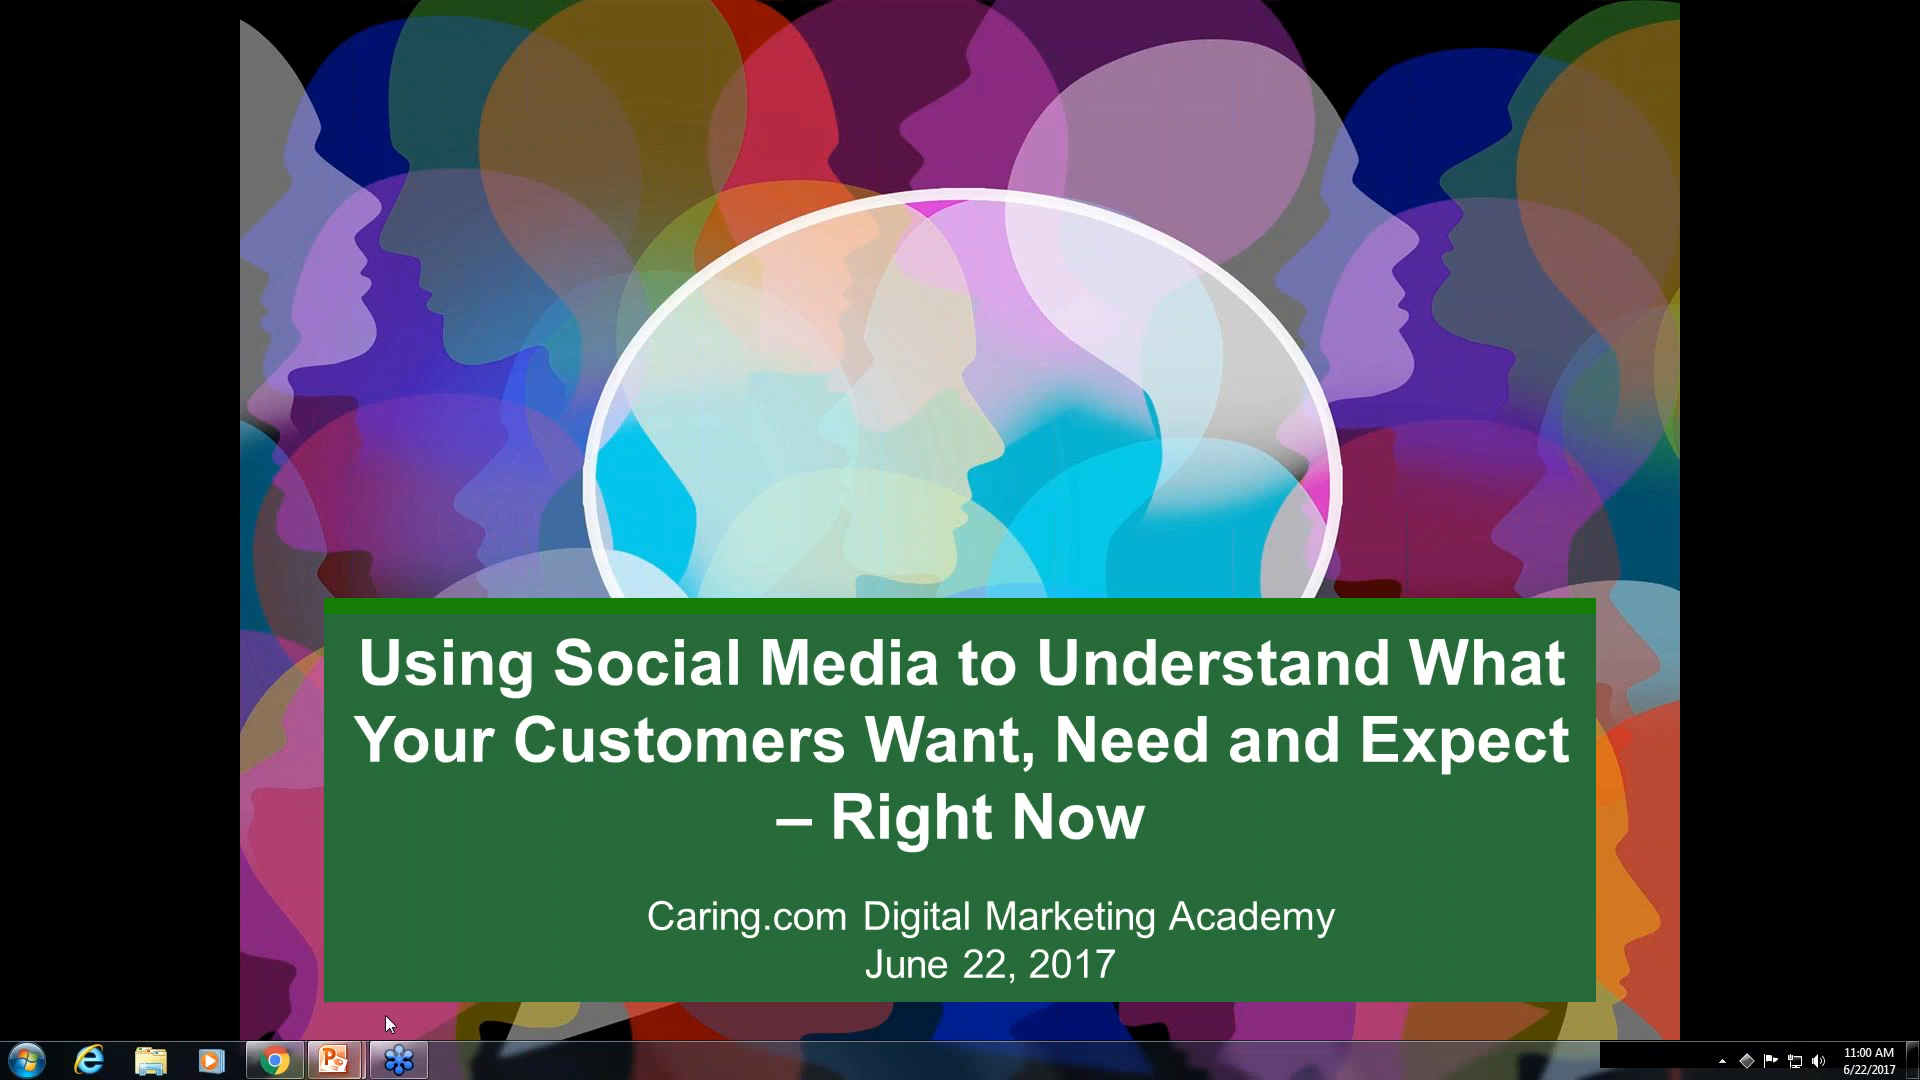 Using Social Media to Understand What
Your Customers Want, Need and Expect
– Right Now
Caring.com Digital Marketing Academy
June 22, 2017
11:00 AM
6/22/2017